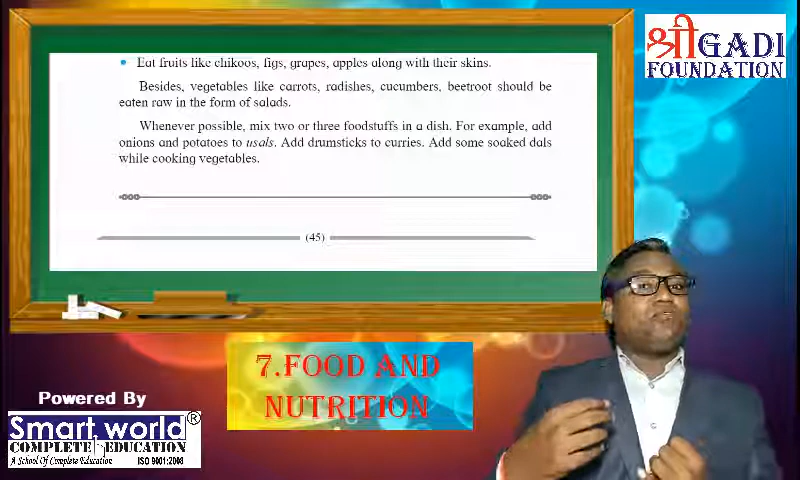 • Eat fruits like chikoos, figs, grapes, apples along with their skins.
Besides, vegetables like carrots, radishes, cucumbers, beetroot should be
eaten raw in the form of salads.
Whenever possible, mix two or three foodstuffs in a dish. For example, add
onions and potatoes to usals. Add drumsticks to curries. Add some soaked dals
while cooking vegetables.
(45)
श्रीGADI
FOUNDATION
7.FOOD AND
NUTRITION
Powered By
Smart world®
COMPLETE EDUCATION
A School Of Complete Education ISO 9001:2008